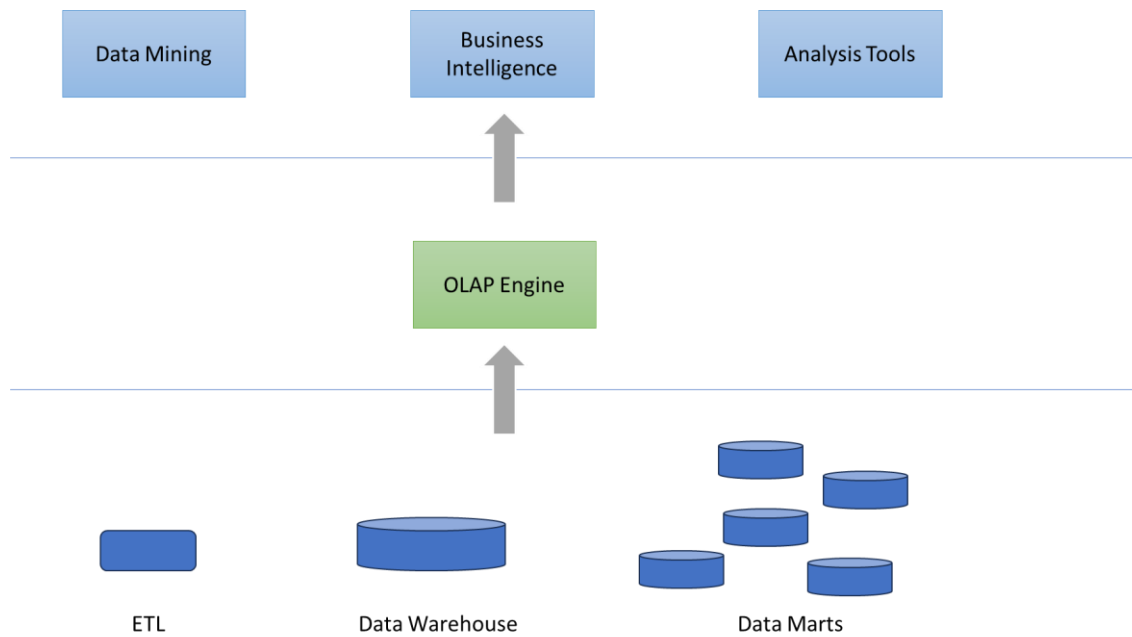 Data Mining
Business
Intelligence
Analysis Tools
OLAP Engine
ETL
Data Warehouse
Data Marts